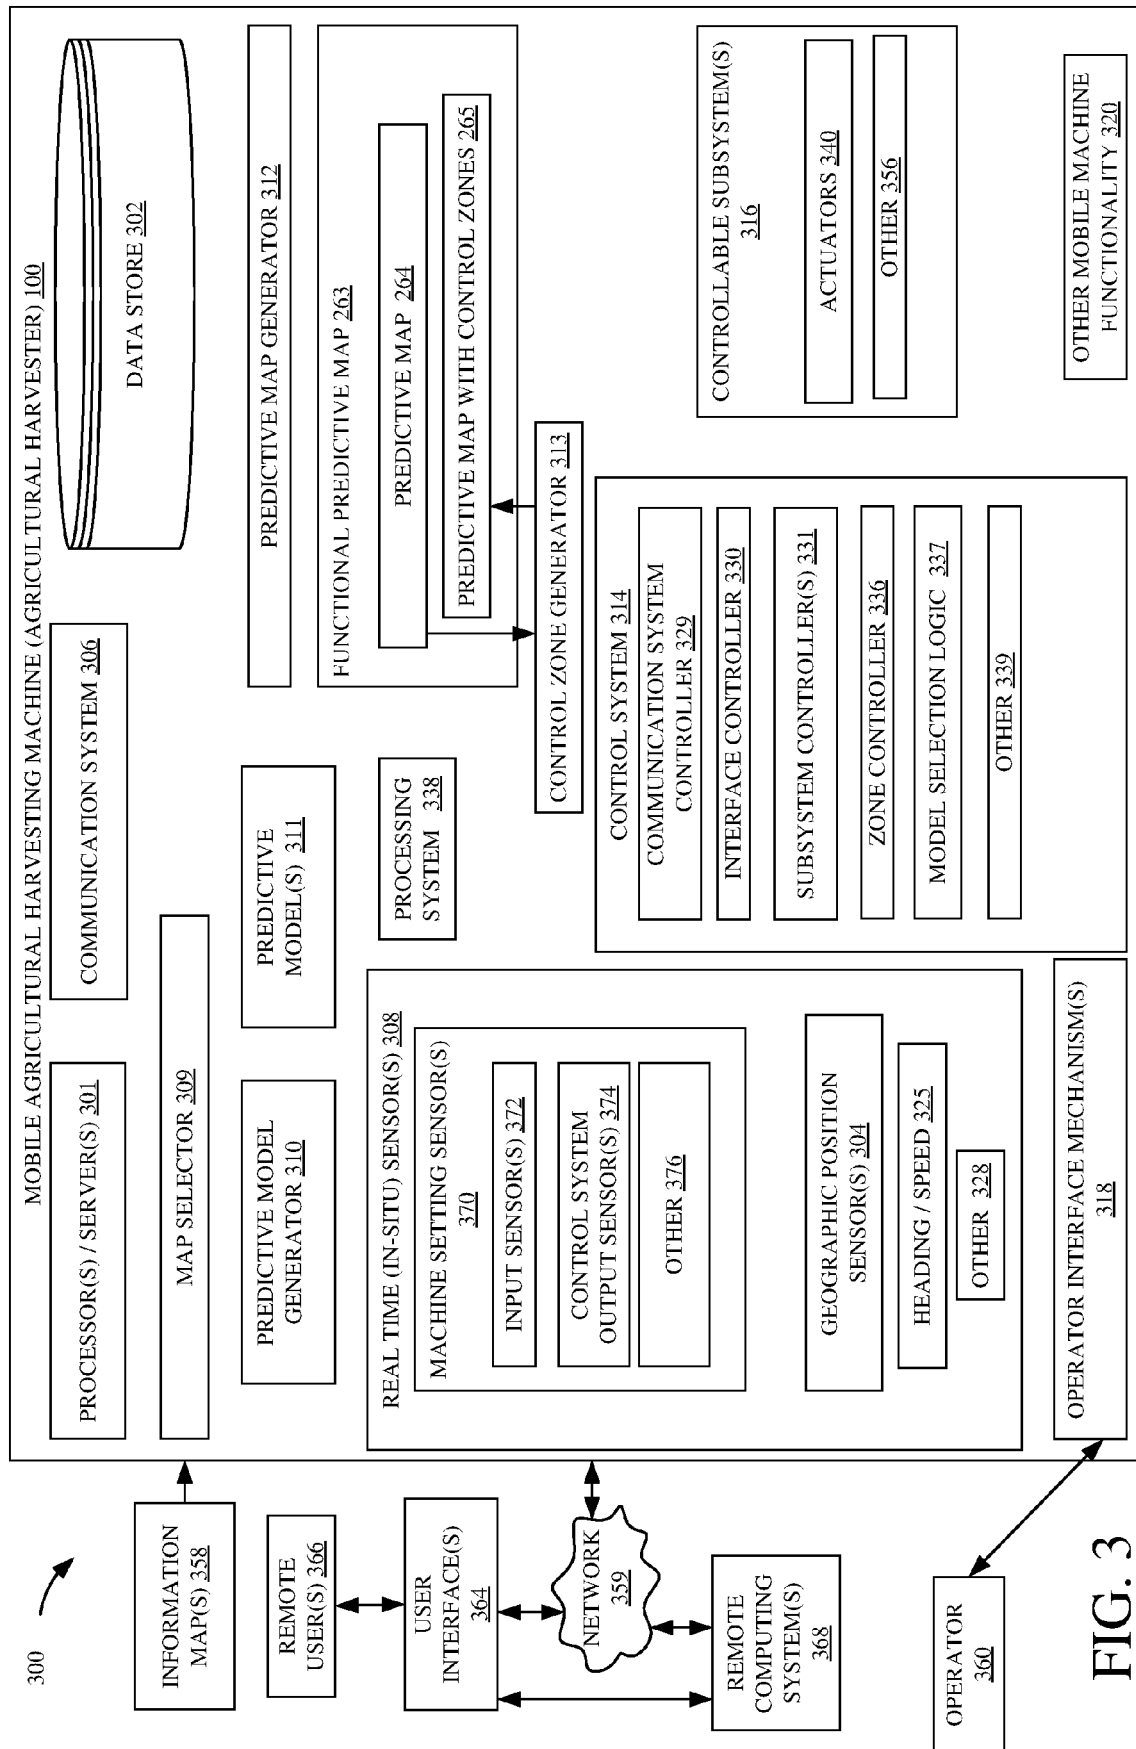 300
INFORMATION
MAP(S) 358
REMOTE
USER(S) 366
USER
INTERFACE(S)
364
NETWORK
359
REMOTE
COMPUTING
SYSTEM(S)
368
OPERATOR
360
FIG. 3
MOBILE AGRICULTURAL HARVESTING MACHINE (AGRICULTURAL HARVESTER) 100
PROCESSOR(S) / SERVER(S) 301
COMMUNICATION SYSTEM 306
DATA STORE 302
MAP SELECTOR 309
PREDICTIVE MODEL
GENERATOR 310
PREDICTIVE
MODEL(S) 311
PREDICTIVE MAP GENERATOR 312
REAL TIME (IN-SITU) SENSOR(S) 308
MACHINE SETTING SENSOR(S)
370
INPUT SENSOR(S) 372
CONTROL SYSTEM
OUTPUT SENSOR(S) 374
OTHER 376
GEOGRAPHIC POSITION
SENSOR(S) 304
HEADING / SPEED 325
OTHER 328
PROCESSING
SYSTEM 338
FUNCTIONAL PREDICTIVE MAP 263
PREDICTIVE MAP 264
PREDICTIVE MAP WITH CONTROL ZONES 265
CONTROL ZONE GENERATOR 313
CONTROL SYSTEM 314
COMMUNICATION SYSTEM
CONTROLLER 329
INTERFACE CONTROLLER 330
SUBSYSTEM CONTROLLER(S) 331
ZONE CONTROLLER 336
MODEL SELECTION LOGIC 337
OTHER 339
CONTROLLABLE SUBSYSTEM(S)
316
ACTUATORS 340
OTHER 356
OPERATOR INTERFACE MECHANISM(S)
318
OTHER MOBILE MACHINE
FUNCTIONALITY 320